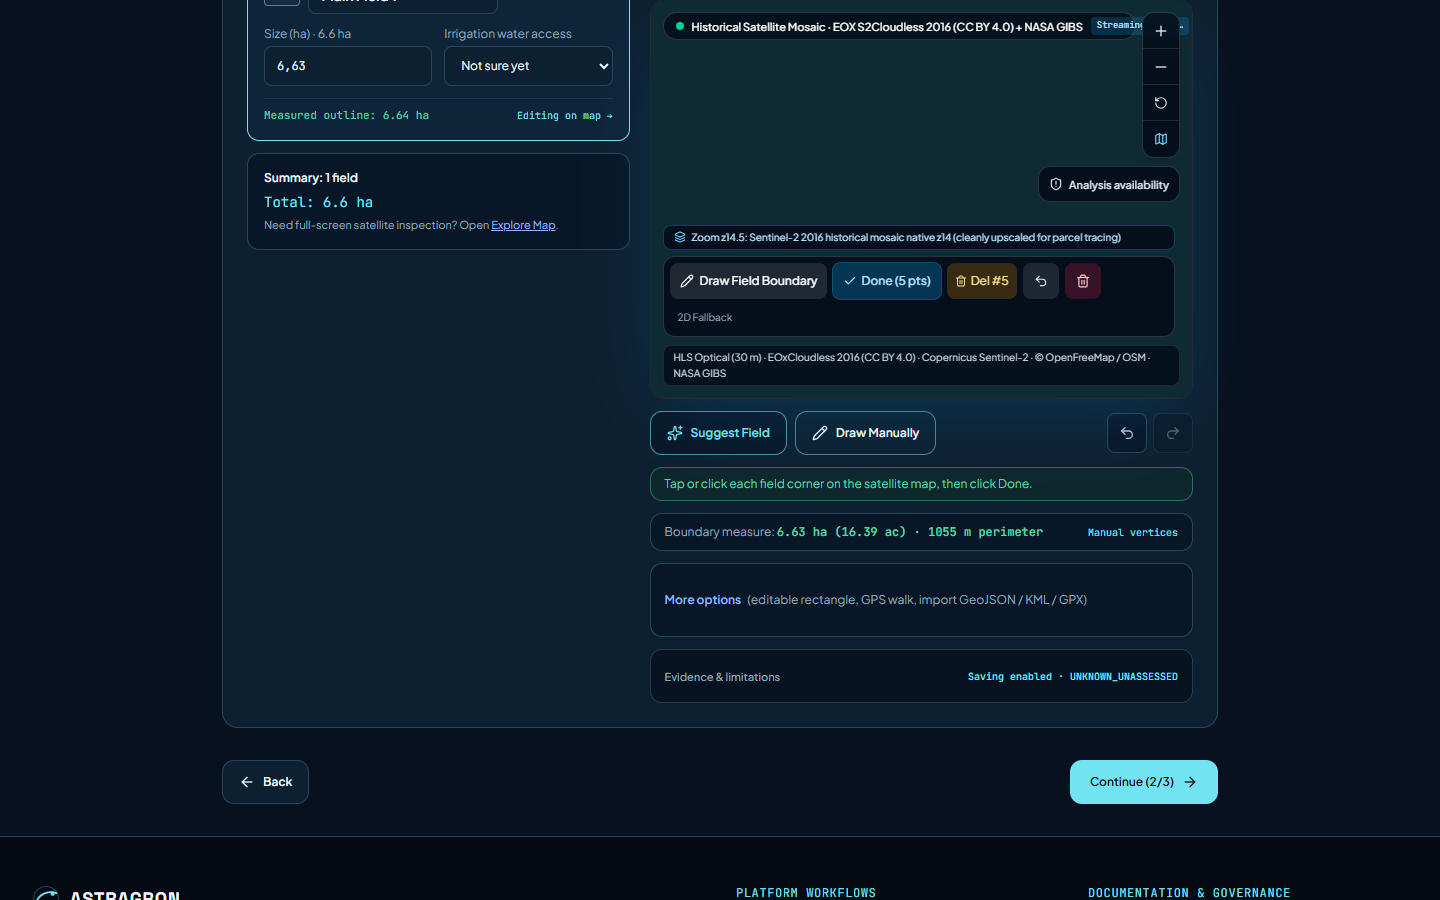 Size (ha) · 6.6 ha
Irrigation water access
6,63
Not sure yet
Measured outline: 6.64 ha
Editing on map →
Summary: 1 field
Total: 6.6 ha
Need full-screen satellite inspection? Open Explore Map.
Historical Satellite Mosaic · EOX S2Cloudless 2016 (CC BY 4.0) + NASA GIBS
Analysis availability
Zoom z14.5: Sentinel-2 2016 historical mosaic native z14 (cleanly upscaled for parcel tracing)
Draw Field Boundary
Done (5 pts)
Del #5
2D Fallback
HLS Optical (30 m) · EOxCloudless 2016 (CC BY 4.0) · Copernicus Sentinel-2 · © OpenFreeMap / OSM ·
NASA GIBS
Suggest Field
Draw Manually
Tap or click each field corner on the satellite map, then click Done.
Boundary measure: 6.63 ha (16.39 ac) · 1055 m perimeter
Manual vertices
More options (editable rectangle, GPS walk, import GeoJSON / KML / GPX)
Evidence & limitations
Saving enabled · UNKNOWN_UNASSESSED
Back
Continue (2/3)
ASTRAGRON
PLATFORM WORKFLOWS
DOCUMENTATION & GOVERNANCE